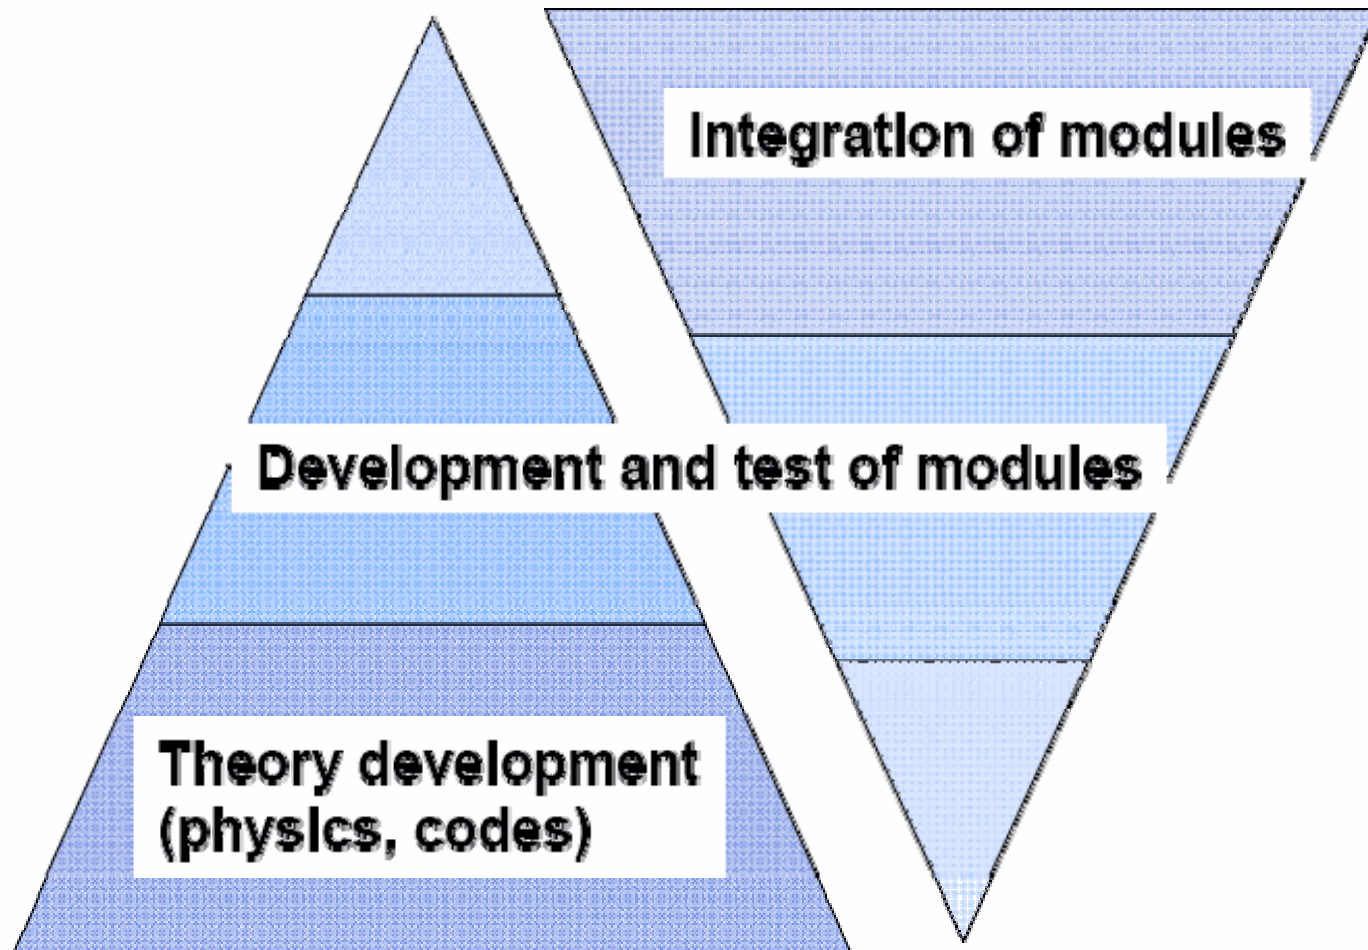 Integration of modules
Development and test of modules
Theory development
(physics, codes)